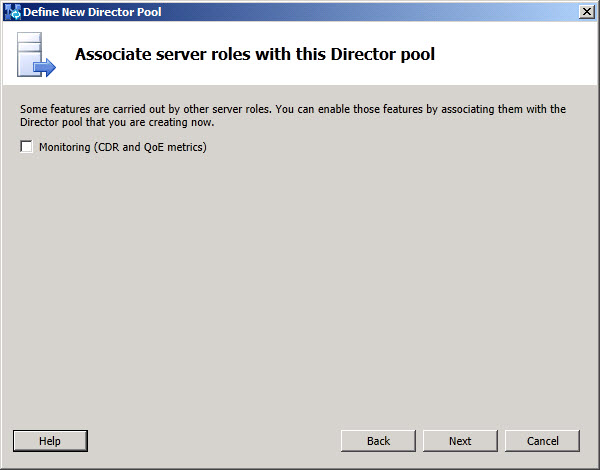 Define New Director Pool
Associate server roles with this Director pool
Some features are carried out by other server roles. You can enable those features by associating them with the
Director pool that you are creating now.
Monitoring (CDR and QoE metrics)
Help
Back
Next
Cancel